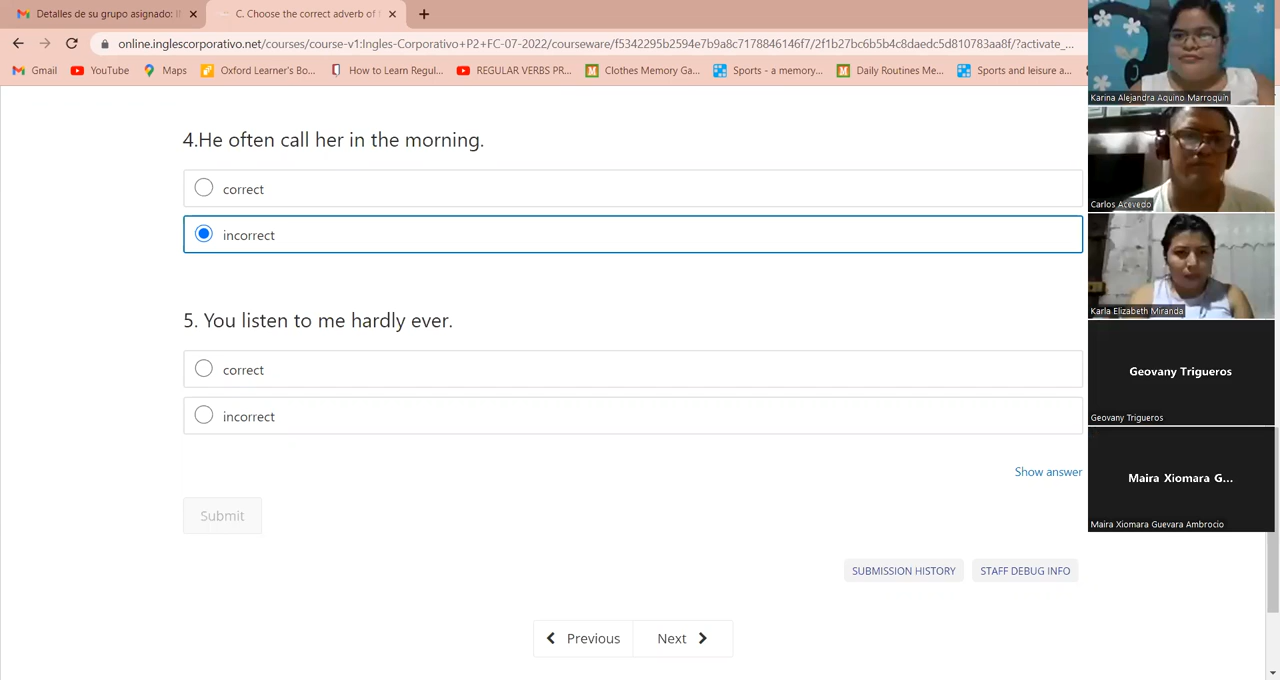 Detalles de su grupo asignado: I
C. Choose the correct adverb of
online.inglescorporativo.net/courses/course-v1:Ingles-Corporativo+P2+FC-07-2022/courseware/f5342295b2594e7b9a8c7178846146f7/2f1b27bc6b5b4c8daedc5d810783aa8f/?activate_...
Gmail YouTube Maps Oxford Learner's Bo... How to Learn Regul... REGULAR VERBS PR... Clothes Memory Ga... Sports - a memory... Daily Routines Me... Sports and leisure a...
Karina Alejandra Aquino Marroquin
4.He often call her in the morning.
correct
Carlos Acevedo
incorrect
Karla Elizabeth Miranda
5. You listen to me hardly ever.
correct
Geovany Trigueros
Geovany Trigueros
incorrect
Show answer
Maira Xiomara G...
Maira Xiomara Guevara Ambrocio
Submit
SUBMISSION HISTORY STAFF DEBUG INFO
Previous Next